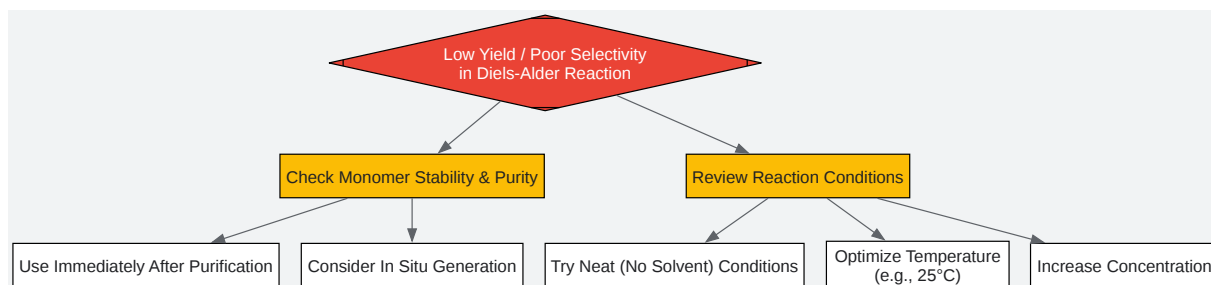 Low Yield / Poor Selectivity
in Diels-Alder Reaction
Check Monomer Stability & Purity
Review Reaction Conditions
Use Immediately After Purification
Consider In Situ Generation
Try Neat (No Solvent) Conditions
Optimize Temperature
(e.g., 25°C)
Increase Concentration